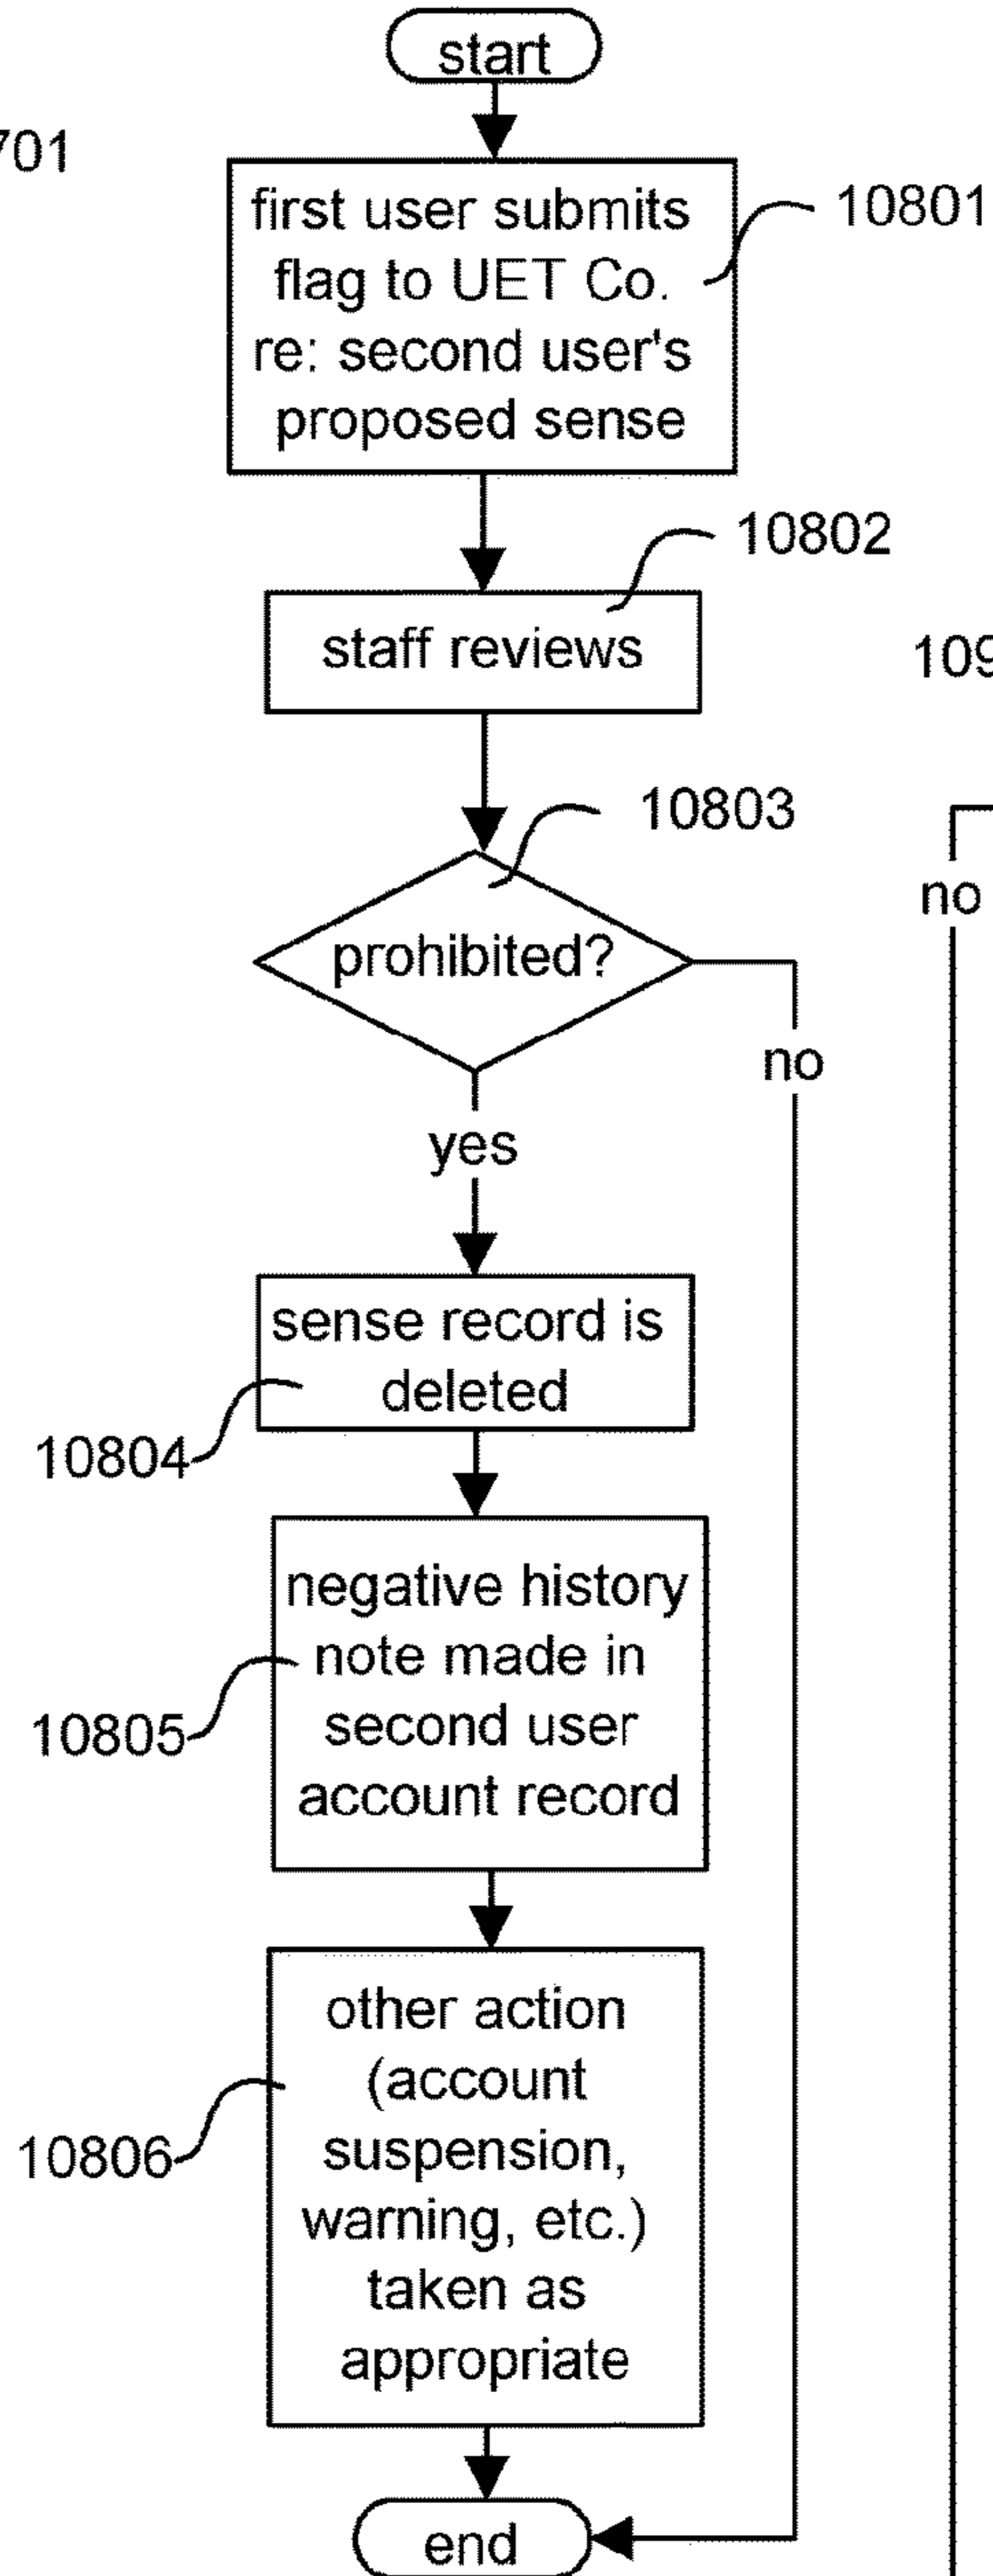 start
701
first user submits
flag to UET Co.
re: second user's
proposed sense
10801
10802
staff reviews
109
10803
prohibited?
no
no
yes
sense record is
deleted
10804
negative history
note made in
second user
account record
10805
other action
(account
suspension,
warning, etc.)
taken as
appropriate
10806
end